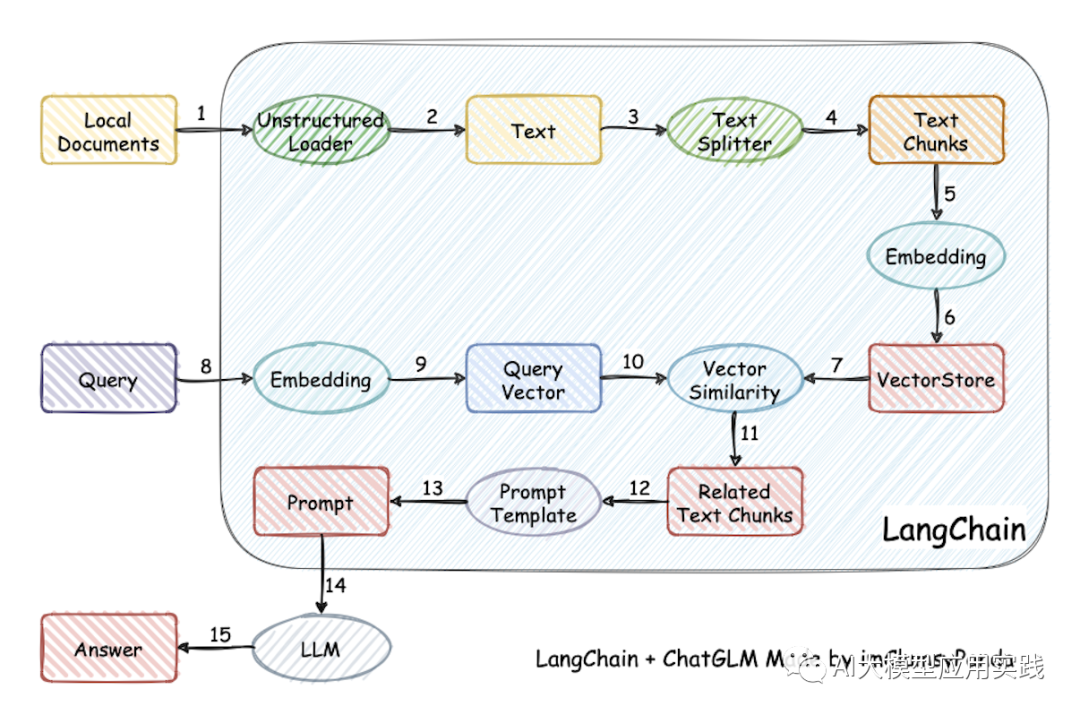 Local
Documents
1
Unstructured
Loader
2
Text
3
Text
Splitter
4
Text
Chunks
5
Embedding
6
Query
8
Embedding
9
Query
Vector
10
Vector
Similarity
7
VectorStore
11
Prompt
13
Prompt
Template
12
Related
Text Chunks
LangChain
14
Answer
15
LLM
LangChain + ChatGLM Made by
AI大模型应用实践